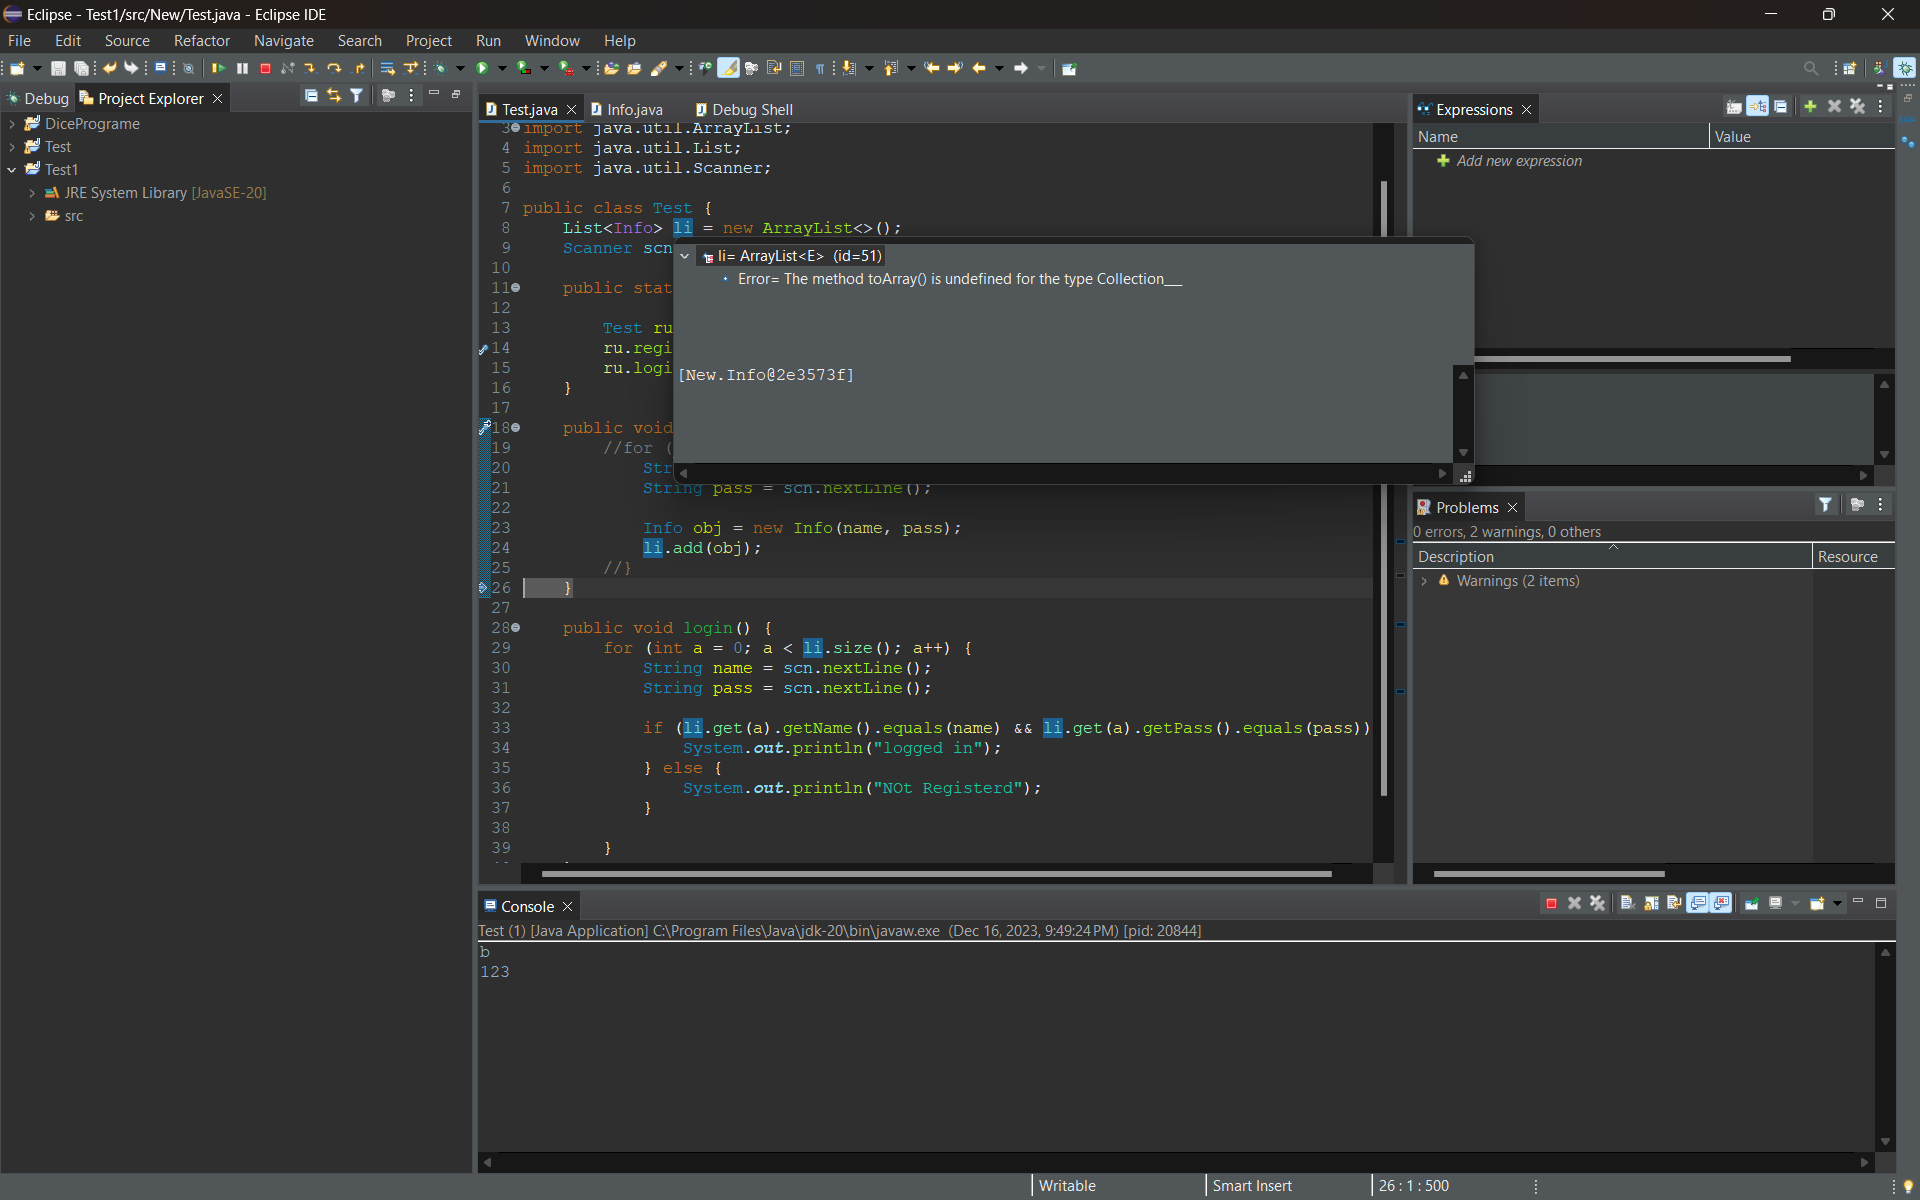 Eclipse - Test1/src/New/Test.java - Eclipse IDE
File Edit Source Refactor Navigate Search Project Run Window Help
Debug Project Explorer
DicePrograme
Test
Test1
JRE System Library [JavaSE-20]
src
Test.java Info.java Debug Shell
3 import java.util.ArrayList;
4 import java.util.List;
5 import java.util.Scanner;
6
7 public class Test {
8 List<Info> li = new ArrayList<>();
9 Scanner scn
10
11 public stat
12
13 Test ru
14 ru.regi
15 ru.logi
16 }
17
18 public void
19 //for (
20 Str
21 String pass = scn.nextLine();
22
23 Info obj = new Info(name, pass);
24 li.add(obj);
25 //}
26 }
27
28 public void login() {
29 for (int a = 0; a < li.size(); a++) {
30 String name = scn.nextLine();
31 String pass = scn.nextLine();
32
33 if (li.get(a).getName().equals(name) && li.get(a).getPass().equals(pass))
34 System.out.println("logged in");
35 } else {
36 System.out.println("NOt Registerd");
37 }
38
39 }
li= ArrayList<E> (id=51)
Error= The method toArray() is undefined for the type Collection__
[New.Info@2e3573f]
Expressions
Name Value
Add new expression
Problems
0 errors, 2 warnings, 0 others
Description Resource
Warnings (2 items)
Console
Test (1) [Java Application] C:\Program Files\Java\jdk-20\bin\javaw.exe (Dec 16, 2023, 9:49:24 PM) [pid: 20844]
b
123
Writable Smart Insert 26 : 1 : 500